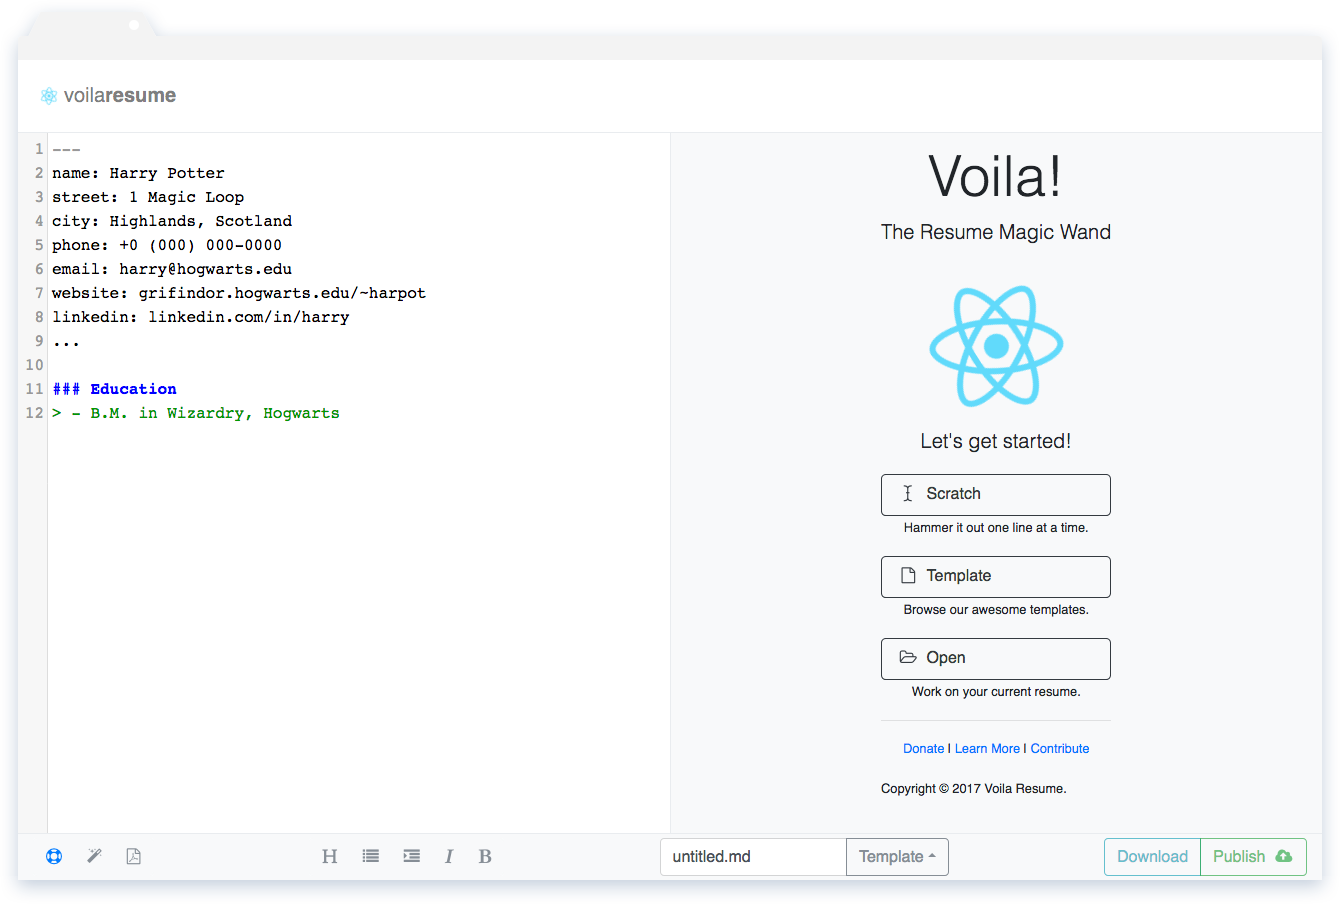 voilaresume
1 ---
2 name: Harry Potter
3 street: 1 Magic Loop
4 city: Highlands, Scotland
5 phone: +0 (000) 000-0000
6 email: harry@hogwarts.edu
7 website: grifindor.hogwarts.edu/~harpot
8 linkedin: linkedin.com/in/harry
9 ...
10
11 ### Education
12 > - B.M. in Wizardry, Hogwarts
Voila!
The Resume Magic Wand
Let's get started!
Scratch
Hammer it out one line at a time.
Template
Browse our awesome templates.
Open
Work on your current resume.
Donate | Learn More | Contribute
Copyright © 2017 Voila Resume.
H I B
untitled.md
Template
Download
Publish